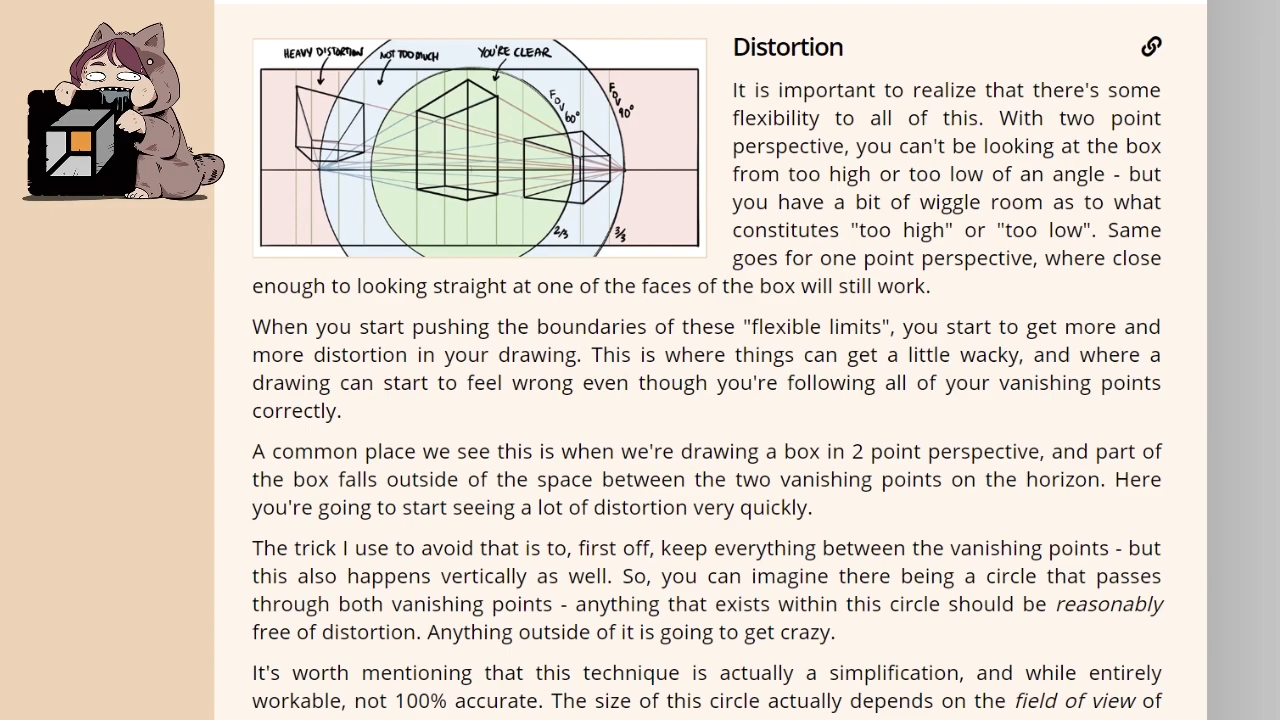 HEAVY DISTORTION
NOT TOO MUCH
YOU'RE CLEAR
FOV 60°
FOV 90°
2/3
3/3
Distortion
It is important to realize that there's some
flexibility to all of this. With two point
perspective, you can't be looking at the box
from too high or too low of an angle - but
you have a bit of wiggle room as to what
constitutes "too high" or "too low". Same
goes for one point perspective, where close
enough to looking straight at one of the faces of the box will still work.
When you start pushing the boundaries of these "flexible limits", you start to get more and
more distortion in your drawing. This is where things can get a little wacky, and where a
drawing can start to feel wrong even though you're following all of your vanishing points
correctly.
A common place we see this is when we're drawing a box in 2 point perspective, and part of
the box falls outside of the space between the two vanishing points on the horizon. Here
you're going to start seeing a lot of distortion very quickly.
The trick I use to avoid that is to, first off, keep everything between the vanishing points - but
this also happens vertically as well. So, you can imagine there being a circle that passes
through both vanishing points - anything that exists within this circle should be reasonably
free of distortion. Anything outside of it is going to get crazy.
It's worth mentioning that this technique is actually a simplification, and while entirely
workable, not 100% accurate. The size of this circle actually depends on the field of view of